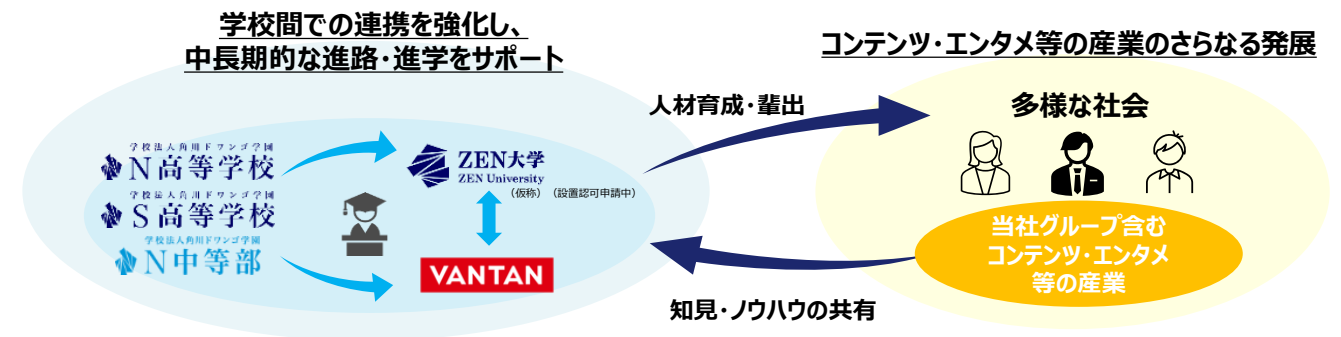 学校間での連携を強化し、
中長期的な進路・進学をサポート
学校法人角川ドワンゴ学園
N高等学校
学校法人角川ドワンゴ学園
S高等学校
学校法人角川ドワンゴ学園
N中等部
ZEN大学
ZEN University
（仮称）（設置認可申請中）
VANTAN
人材育成・輩出
知見・ノウハウの共有
コンテンツ・エンタメ等の産業のさらなる発展
多様な社会
当社グループ含む
コンテンツ・エンタメ
等の産業